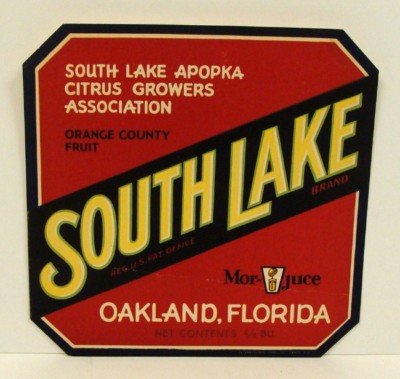 SOUTH LAKE APOPKA
CITRUS GROWERS
ASSOCIATION
ORANGE COUNTY
FRUIT
SOUTH LAKE
BRAND
REG. U.S. PAT. OFFICE
Mor-juce
OAKLAND, FLORIDA
NET CONTENTS 4/5 BU.